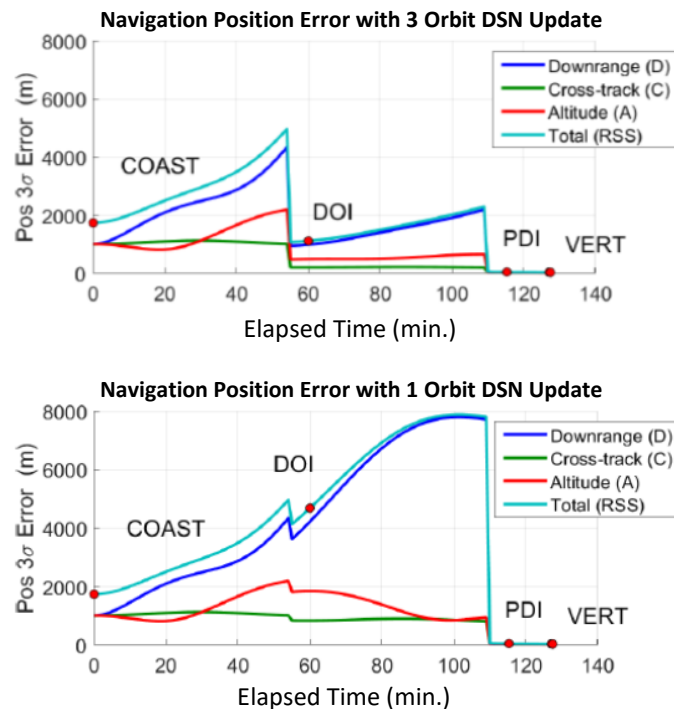 Navigation Position Error with 3 Orbit DSN Update
8000
6000
4000
2000
0
Pos 3σ Error (m)
Downrange (D)
Cross-track (C)
Altitude (A)
Total (RSS)
COAST
DOI
PDI
VERT
0 20 40 60 80 100 120 140
Elapsed Time (min.)
Navigation Position Error with 1 Orbit DSN Update
8000
6000
4000
2000
0
Pos 3σ Error (m)
Downrange (D)
Cross-track (C)
Altitude (A)
Total (RSS)
DOI
COAST
PDI
VERT
0 20 40 60 80 100 120 140
Elapsed Time (min.)